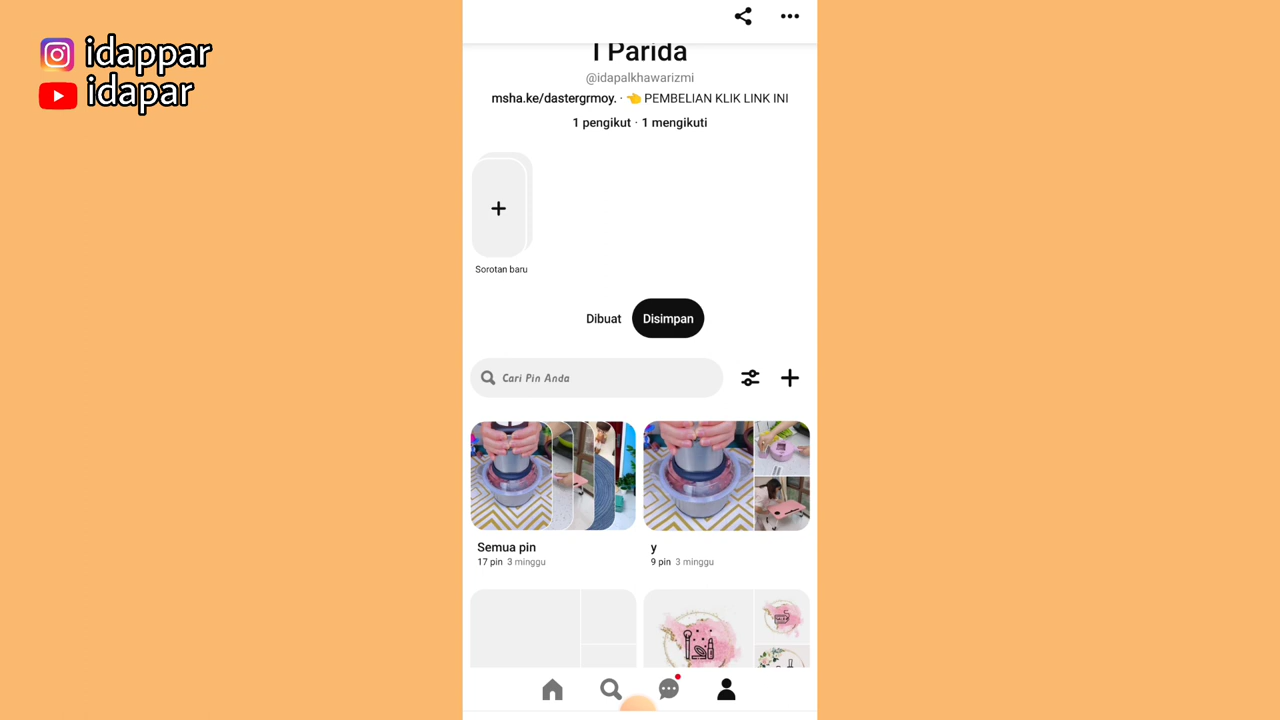 idappar
idapar
I Parida
@idapalkhawarizmi
msha.ke/dastergrmoy. · 👈 PEMBELIAN KLIK LINK INI
1 pengikut · 1 mengikuti
Sorotan baru
Dibuat Disimpan
Cari Pin Anda
Semua pin
17 pin 3 minggu
y
9 pin 3 minggu